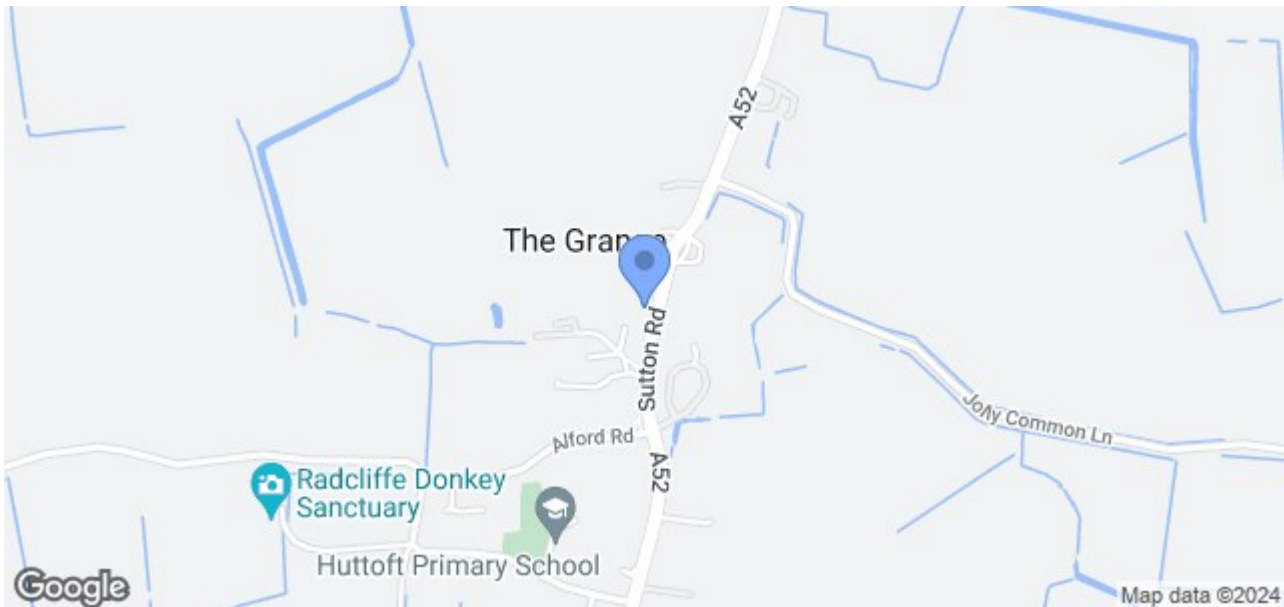 A52
The Grange
Sutton Rd
Jolly Common Ln
Alford Rd
A52
Radcliffe Donkey
Sanctuary
Huttoft Primary School
Google
Map data ©2024